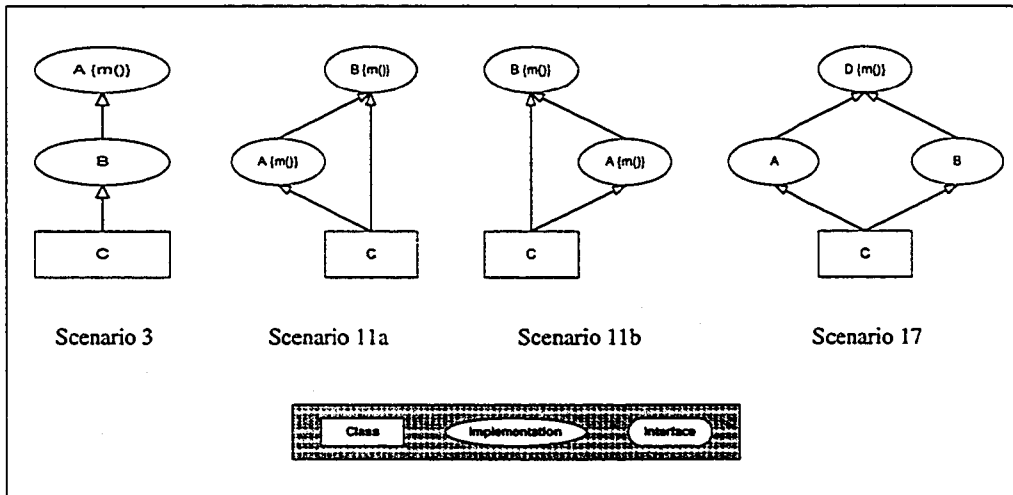 A {m()}
B
C
Scenario 3
B {m()}
A {m()}
C
Scenario 11a
B {m()}
A {m()}
C
Scenario 11b
D {m()}
A
B
C
Scenario 17
Class
Implementation
Interface